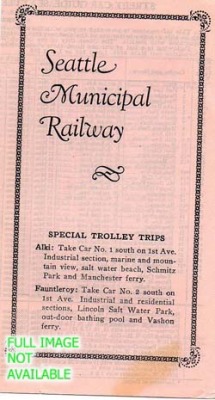 Seattle
Municipal
Railway
SPECIAL TROLLEY TRIPS
Alki: Take Car No. 1 south on 1st Ave.
Industrial section, marine and moun-
tain view, salt water beach, Schmitz
Park and Manchester ferry.
Fauntleroy: Take Car No. 2 south on
1st Ave. Industrial and residential
sections, Lincoln Salt Water Park,
out-door bathing pool and Vashon
ferry.
FULL IMAGE
NOT
AVAILABLE